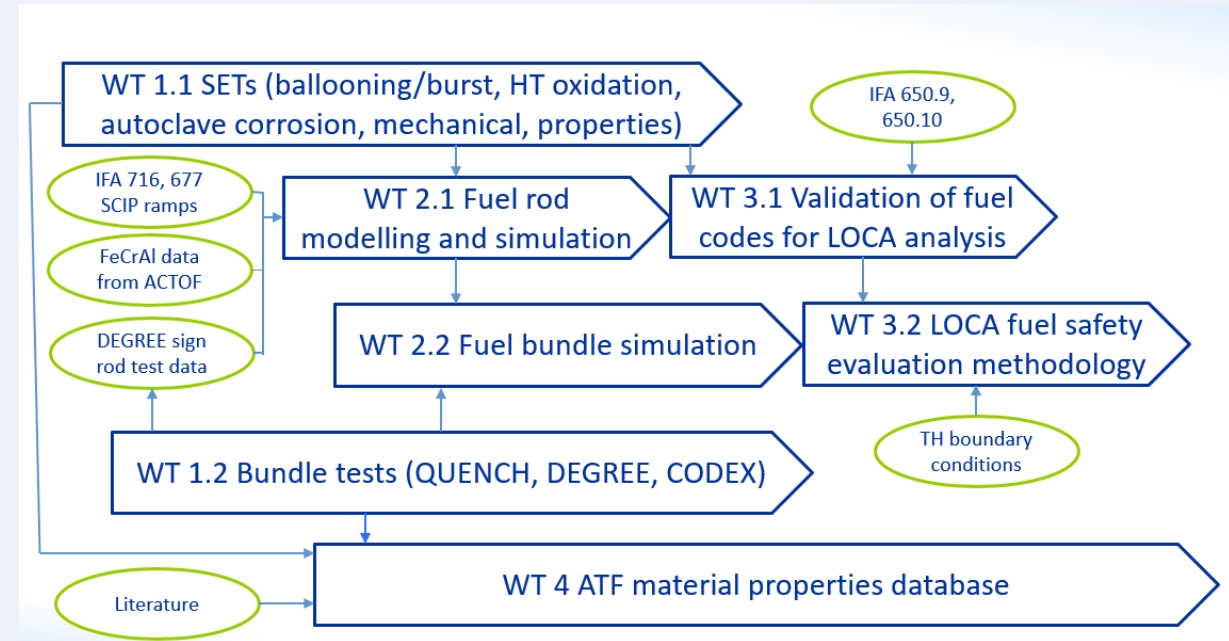 WT 1.1 SETs (ballooning/burst, HT oxidation,
autoclave corrosion, mechanical, properties)
IFA 650.9,
650.10
IFA 716, 677
SCIP ramps
WT 2.1 Fuel rod
modelling and simulation
WT 3.1 Validation of fuel
codes for LOCA analysis
FeCrAl data
from ACTOF
DEGREE sign
rod test data
WT 2.2 Fuel bundle simulation
WT 3.2 LOCA fuel safety
evaluation methodology
TH boundary
conditions
WT 1.2 Bundle tests (QUENCH, DEGREE, CODEX)
WT 4 ATF material properties database
Literature